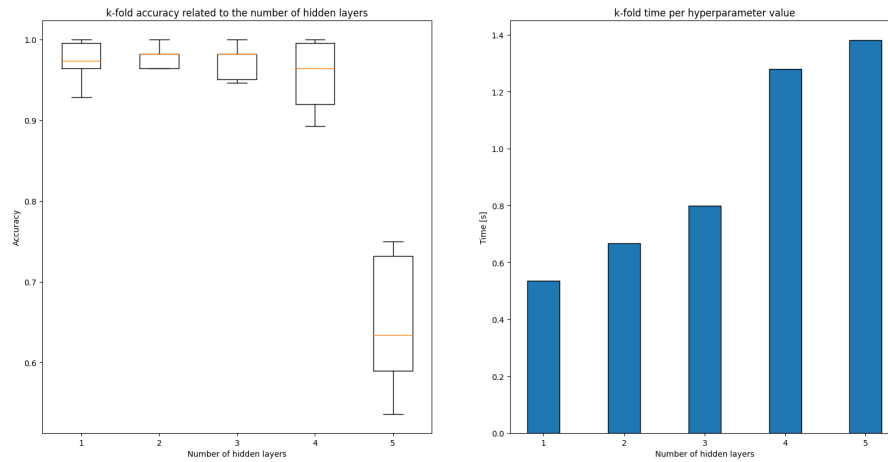 k-fold accuracy related to the number of hidden layers
1.0
0.9
0.8
0.7
0.6
Accuracy
1 2 3 4 5
Number of hidden layers
k-fold time per hyperparameter value
1.4
1.2
1.0
0.8
0.6
0.4
0.2
0.0
Time [s]
1 2 3 4 5
Number of hidden layers